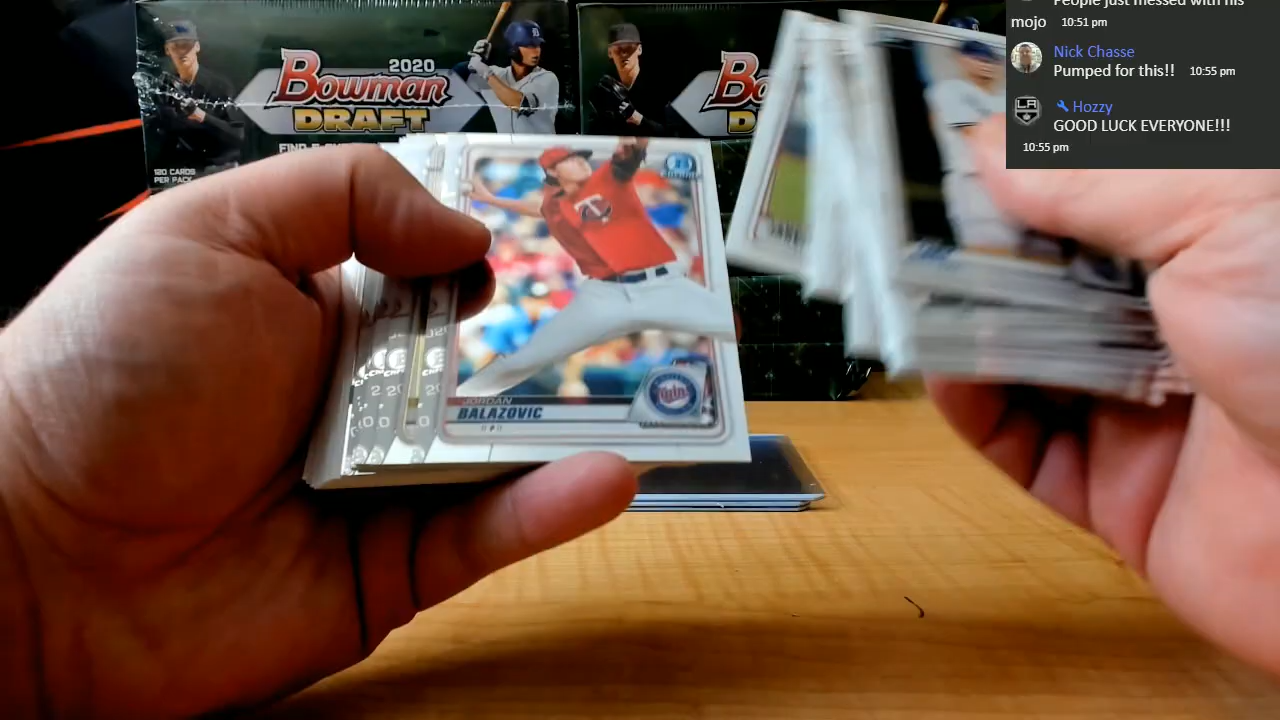 People just messed with his
mojo 10:51 pm
Nick Chasse
Pumped for this!! 10:55 pm
Hozzy
GOOD LUCK EVERYONE!!!
10:55 pm
2020
Bowman
DRAFT
120 CARDS
PER PACK
Bo
D
JORDAN
BALAZOVIC